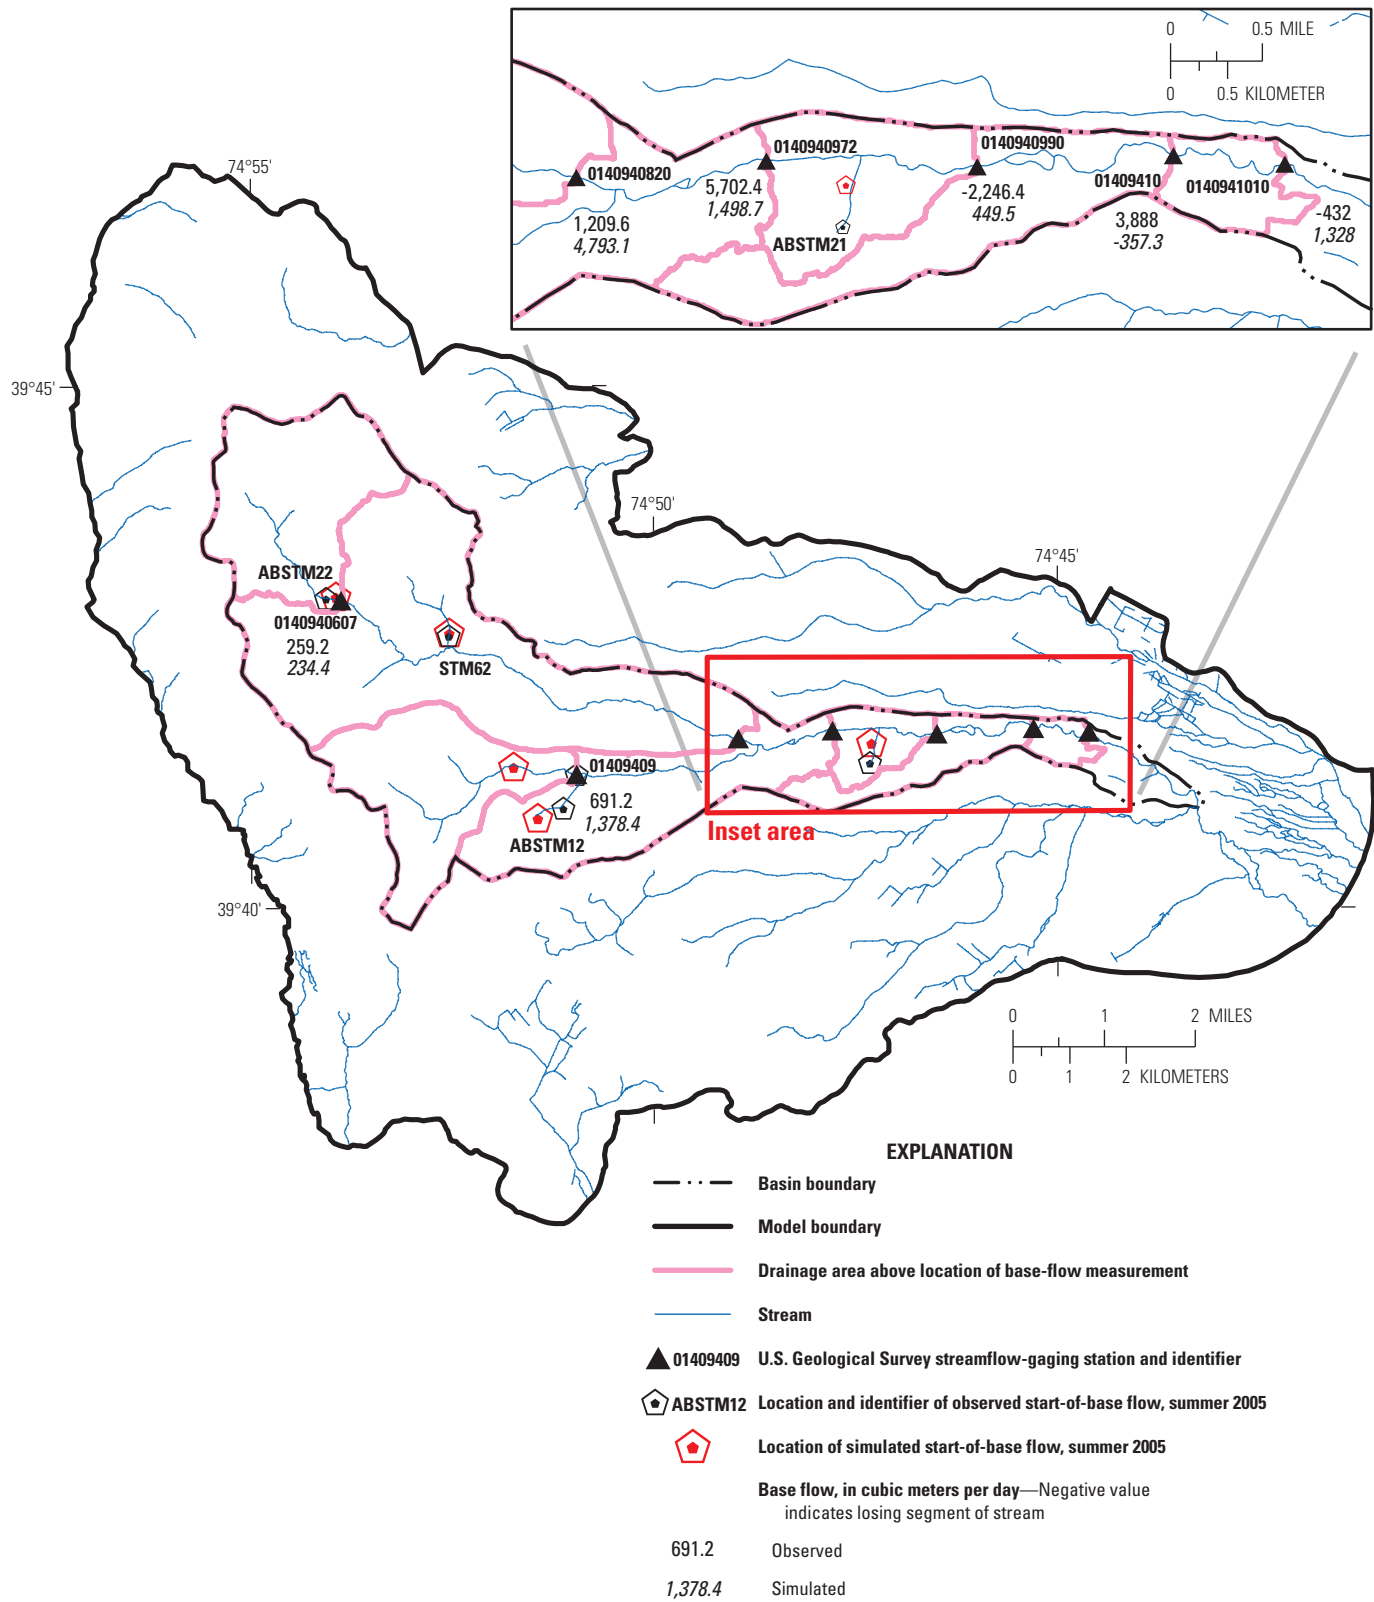 0 0.5 MILE
0 0.5 KILOMETER
0140940972
0140940990
0140940820
01409410
0140941010
5,702.4
1,498.7
-2,246.4
449.5
1,209.6
4,793.1
ABSTM21
3,888
-357.3
-432
1,328
74°55'
39°45'
74°50'
74°45'
ABSTM22
0140940607
259.2
234.4
STM62
01409409
691.2
1,378.4
ABSTM12
Inset area
39°40'
0 1 2 MILES
0 1 2 KILOMETERS
EXPLANATION
Basin boundary
Model boundary
Drainage area above location of base-flow measurement
Stream
01409409 U.S. Geological Survey streamflow-gaging station and identifier
ABSTM12 Location and identifier of observed start-of-base flow, summer 2005
Location of simulated start-of-base flow, summer 2005
Base flow, in cubic meters per day—Negative value
indicates losing segment of stream
691.2 Observed
1,378.4 Simulated